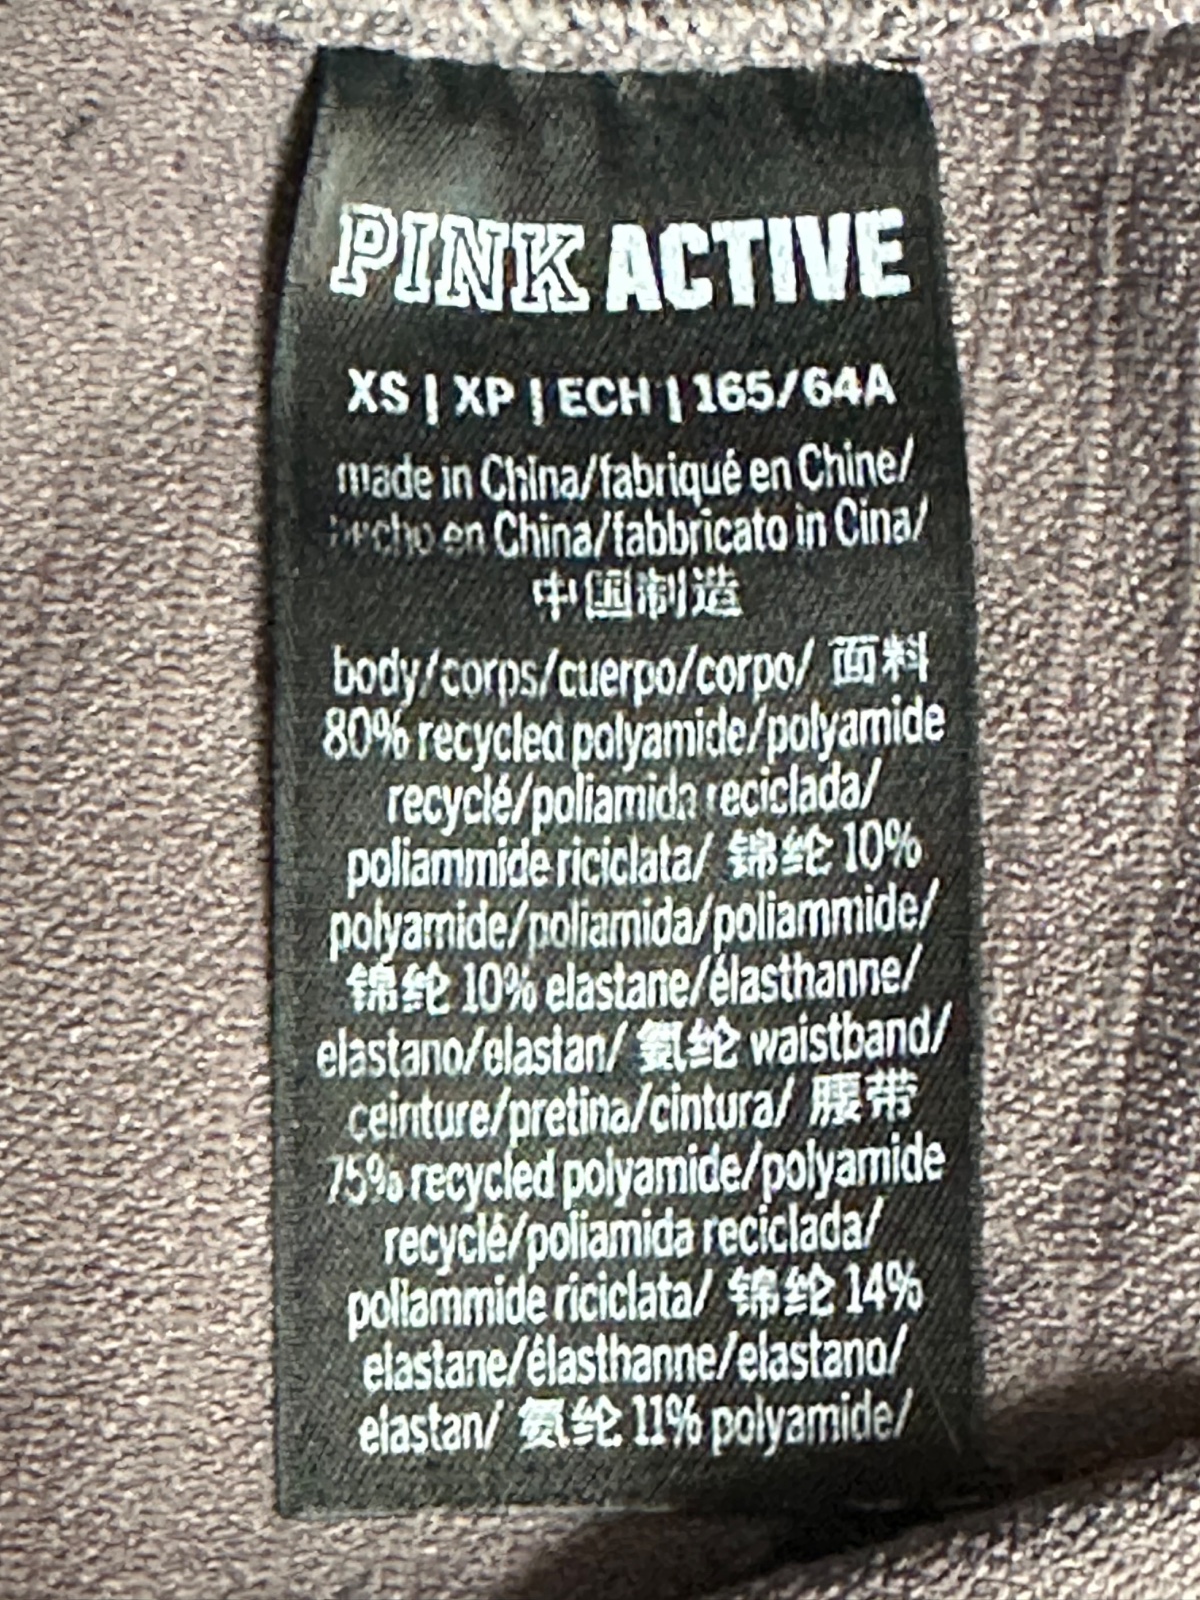 PINK ACTIVE
XS | XP | ECH | 165/64A
made in China/fabriqué en Chine/
hecho en China/fabbricato in Cina/
中国制造
body/corps/cuerpo/corpo/ 面料
80% recycled polyamide/polyamide
recyclé/poliamida reciclada/
poliammide riciclata/ 锦纶 10%
polyamide/poliamida/poliammide/
锦纶 10% elastane/élasthanne/
elastano/elastan/ 氨纶 waistband/
ceinture/pretina/cintura/ 腰带
75% recycled polyamide/polyamide
recyclé/poliamida reciclada/
poliammide riciclata/ 锦纶 14%
elastane/élasthanne/elastano/
elastan/ 氨纶 11% polyamide/